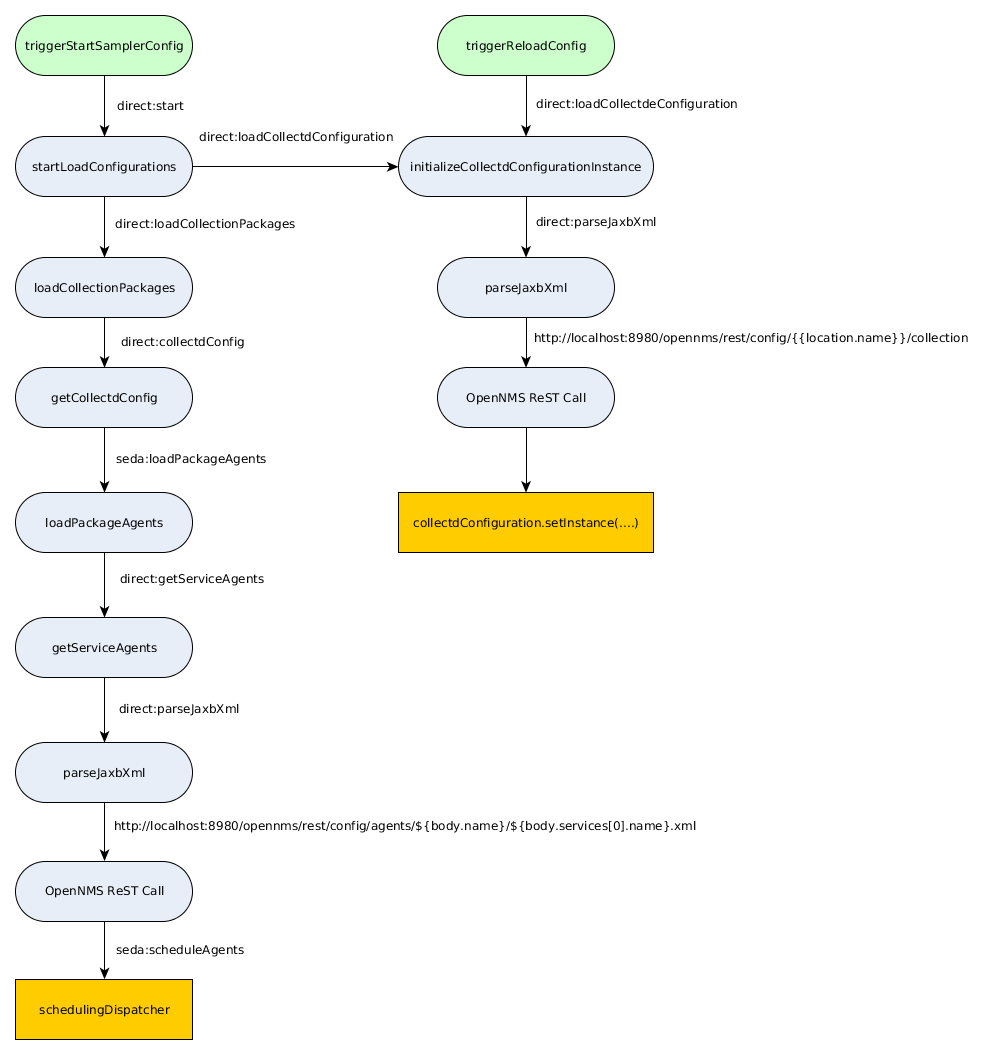 triggerStartSamplerConfig
triggerReloadConfig
direct:start
direct:loadCollectdeConfiguration
direct:loadCollectdConfiguration
startLoadConfigurations
initializeCollectdConfigurationInstance
direct:loadCollectionPackages
direct:parseJaxbXml
loadCollectionPackages
parseJaxbXml
direct:collectdConfig
http://localhost:8980/opennms/rest/config/{{location.name}}/collection
getCollectdConfig
OpenNMS ReST Call
seda:loadPackageAgents
loadPackageAgents
collectdConfiguration.setInstance(....)
direct:getServiceAgents
getServiceAgents
direct:parseJaxbXml
parseJaxbXml
http://localhost:8980/opennms/rest/config/agents/${body.name}/${body.services[0].name}.xml
OpenNMS ReST Call
seda:scheduleAgents
schedulingDispatcher